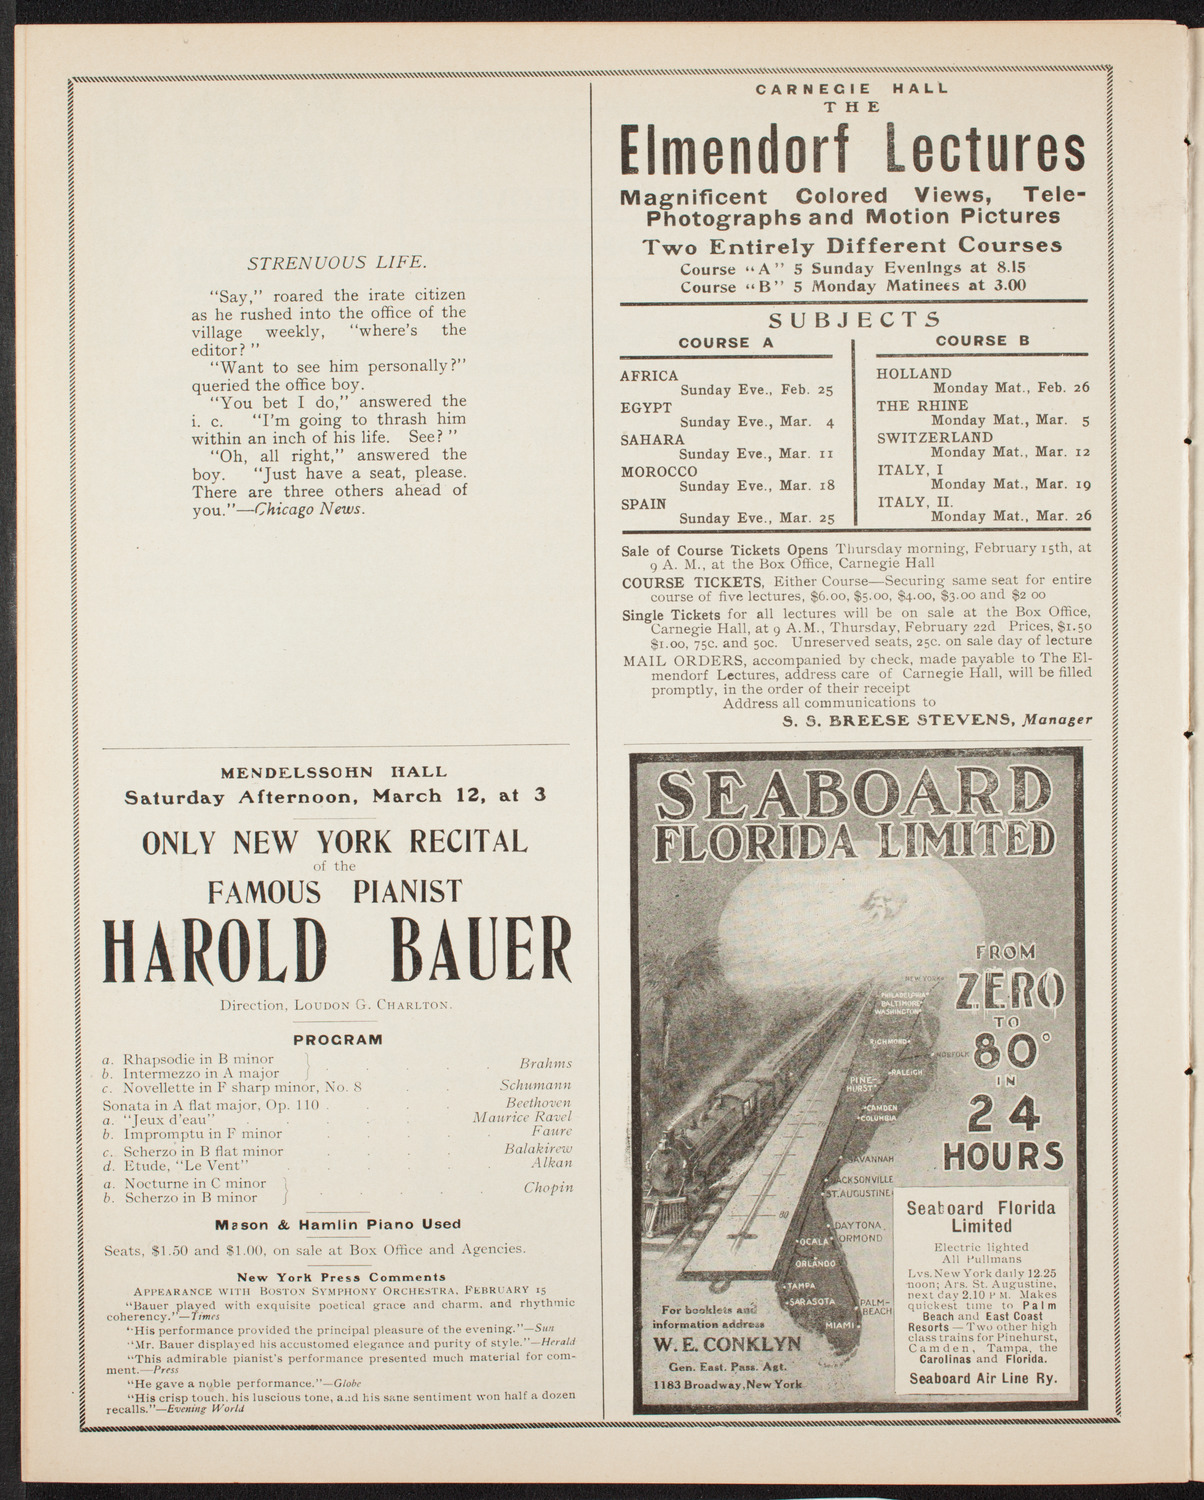 STRENUOUS LIFE.
"Say," roared the irate citizen
as he rushed into the office of the
village weekly, "where's the
editor?"
"Want to see him personally?"
queried the office boy.
"You bet I do," answered the
i. c. "I'm going to thrash him
within an inch of his life. See?"
"Oh, all right," answered the
boy. "Just have a seat, please.
There are three others ahead of
you."—Chicago News.
MENDELSSOHN HALL
Saturday Afternoon, March 12, at 3
ONLY NEW YORK RECITAL
of the
FAMOUS PIANIST
HAROLD BAUER
Direction, LOUDON G. CHARLTON.
PROGRAM
a. Rhapsodie in B minor
b. Intermezzo in A major . . . . Brahms
c. Novellette in F sharp minor, No. 8 . . . Schumann
Sonata in A flat major, Op. 110 . . . . Beethoven
a. "Jeux d'eau" . . . . Maurice Ravel
b. Impromptu in F minor . . . . Faure
c. Scherzo in B flat minor . . . Balakirew
d. Etude, "Le Vent" . . . . Alkan
a. Nocturne in C minor
b. Scherzo in B minor . . . . Chopin
Mason & Hamlin Piano Used
Seats, $1.50 and $1.00, on sale at Box Office and Agencies.
New York Press Comments
APPEARANCE WITH BOSTON SYMPHONY ORCHESTRA, FEBRUARY 15
"Bauer played with exquisite poetical grace and charm, and rhythmic
coherency."—Times
"His performance provided the principal pleasure of the evening."—Sun
"Mr. Bauer displayed his accustomed elegance and purity of style."—Herald
"This admirable pianist's performance presented much material for com-
ment.—Press
"He gave a noble performance."—Globe
"His crisp touch, his luscious tone, and his sane sentiment won half a dozen
recalls."—Evening World
CARNEGIE HALL
THE
Elmendorf Lectures
Magnificent Colored Views, Tele-
Photographs and Motion Pictures
Two Entirely Different Courses
Course "A" 5 Sunday Evenings at 8.15
Course "B" 5 Monday Matinees at 3.00
SUBJECTS
COURSE A
AFRICA
Sunday Eve., Feb. 25
EGYPT
Sunday Eve., Mar. 4
SAHARA
Sunday Eve., Mar. 11
MOROCCO
Sunday Eve., Mar. 18
SPAIN
Sunday Eve., Mar. 25
COURSE B
HOLLAND
Monday Mat., Feb. 26
THE RHINE
Monday Mat., Mar. 5
SWITZERLAND
Monday Mat., Mar. 12
ITALY, I
Monday Mat., Mar. 19
ITALY, II.
Monday Mat., Mar. 26
Sale of Course Tickets Opens Thursday morning, February 15th, at
9 A. M., at the Box Office, Carnegie Hall
COURSE TICKETS, Either Course—Securing same seat for entire
course of five lectures, $6.00, $5.00, $4.00, $3.00 and $2 00
Single Tickets for all lectures will be on sale at the Box Office,
Carnegie Hall, at 9 A.M., Thursday, February 22d Prices, $1.50
$1.00, 75c. and 50c. Unreserved seats, 25c. on sale day of lecture
MAIL ORDERS, accompanied by check, made payable to The El-
mendorf Lectures, address care of Carnegie Hall, will be filled
promptly, in the order of their receipt
Address all communications to
S. S. BREESE STEVENS, Manager
SEABOARD
FLORIDA LIMITED
FROM
ZERO
TO
80°
IN
24
HOURS
NEW YORK
PHILADELPHIA
BALTIMORE
WASHINGTON
RICHMOND
NORFOLK
RALEIGH
PINE-
HURST
CAMDEN
COLUMBIA
SAVANNAH
JACKSONVILLE
ST. AUGUSTINE
80
DAYTONA
OCALA ORMOND
ORLANDO
TAMPA
SARASOTA
PALM-
BEACH
MIAMI
For booklets and
information address
W. E. CONKLYN
Gen. East. Pass. Agt.
1183 Broadway, New York
Seaboard Florida
Limited
Electric lighted
All Pullmans
Lvs. New York daily 12.25
noon; Ars. St. Augustine,
next day 2.10 P M. Makes
quickest time to Palm
Beach and East Coast
Resorts — Two other high
class trains for Pinehurst,
Camden, Tampa, the
Carolinas and Florida.
Seaboard Air Line Ry.